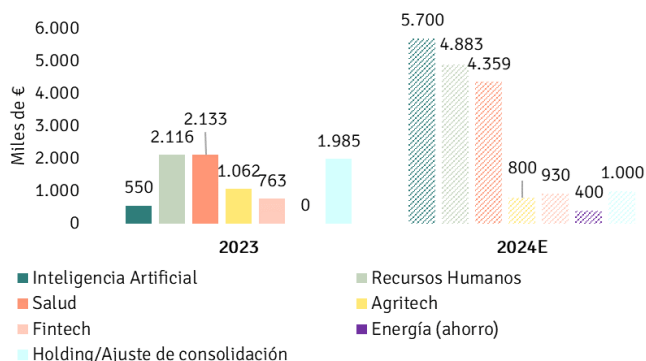 Miles de €
6.000
5.000
4.000
3.000
2.000
1.000
0
550
2.116
2.133
1.062
763
0
1.985
5.700
4.883
4.359
800
930
400
1.000
2023
2024E
Inteligencia Artificial
Recursos Humanos
Salud
Agritech
Fintech
Energía (ahorro)
Holding/Ajuste de consolidación